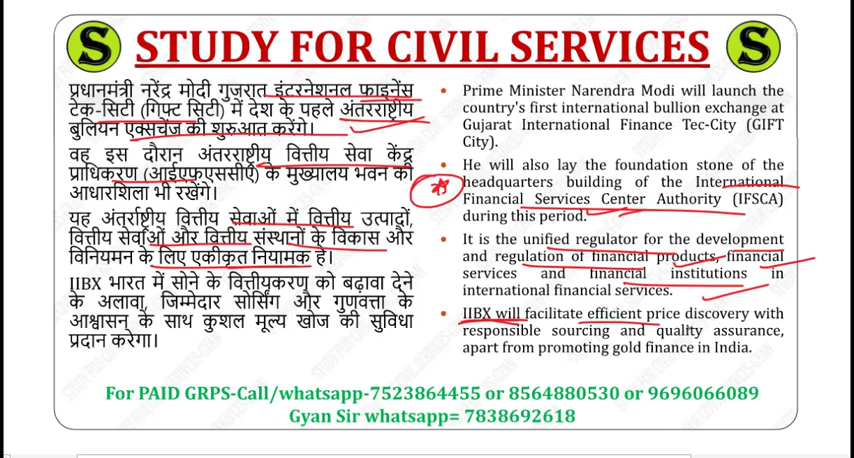 S STUDY FOR CIVIL SERVICES S
प्रधानमंत्री नरेंद्र मोदी गुजरात इंटरनेशनल फाइनेंस
टेक-सिटी (गिफ्ट सिटी) में देश के पहले अंतरराष्ट्रीय
बुलियन एक्सचेंज की शुरुआत करेंगे।
वह इस दौरान अंतरराष्ट्रीय वित्तीय सेवा केंद्र
प्राधिकरण (आईएफएससीए) के मुख्यालय भवन की
आधारशिला भी रखेंगे।
यह अंतर्राष्ट्रीय वित्तीय सेवाओं में वित्तीय उत्पादों,
वित्तीय सेवाओं और वित्तीय संस्थानों के विकास और
विनियमन के लिए एकीकृत नियामक है।
IIBX भारत में सोने के वित्तीयकरण को बढ़ावा देने
के अलावा, जिम्मेदार सोर्सिंग और गुणवत्ता के
आश्वासन के साथ कुशल मूल्य खोज की सुविधा
प्रदान करेगा।
• Prime Minister Narendra Modi will launch the
country's first international bullion exchange at
Gujarat International Finance Tec-City (GIFT
City).
• He will also lay the foundation stone of the
headquarters building of the International
Financial Services Center Authority (IFSCA)
during this period.
• It is the unified regulator for the development
and regulation of financial products, financial
services and financial institutions in
international financial services.
• IIBX will facilitate efficient price discovery with
responsible sourcing and quality assurance,
apart from promoting gold finance in India.
For PAID GRPS-Call/whatsapp-7523864455 or 8564880530 or 9696066089
Gyan Sir whatsapp= 7838692618